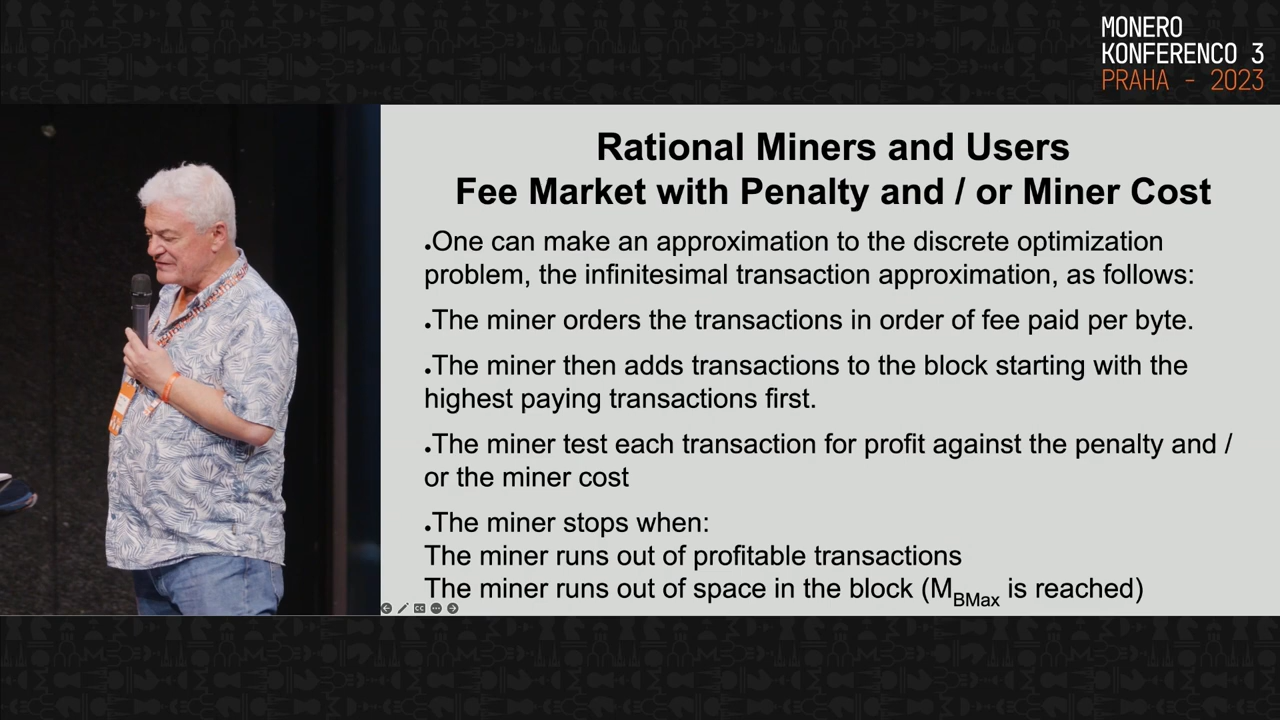 MONERO
KONFERENCO 3
PRAHA - 2023
Rational Miners and Users
Fee Market with Penalty and / or Miner Cost
•One can make an approximation to the discrete optimization
problem, the infinitesimal transaction approximation, as follows:
•The miner orders the transactions in order of fee paid per byte.
•The miner then adds transactions to the block starting with the
highest paying transactions first.
•The miner test each transaction for profit against the penalty and /
or the miner cost
•The miner stops when:
The miner runs out of profitable transactions
The miner runs out of space in the block (MBMax is reached)